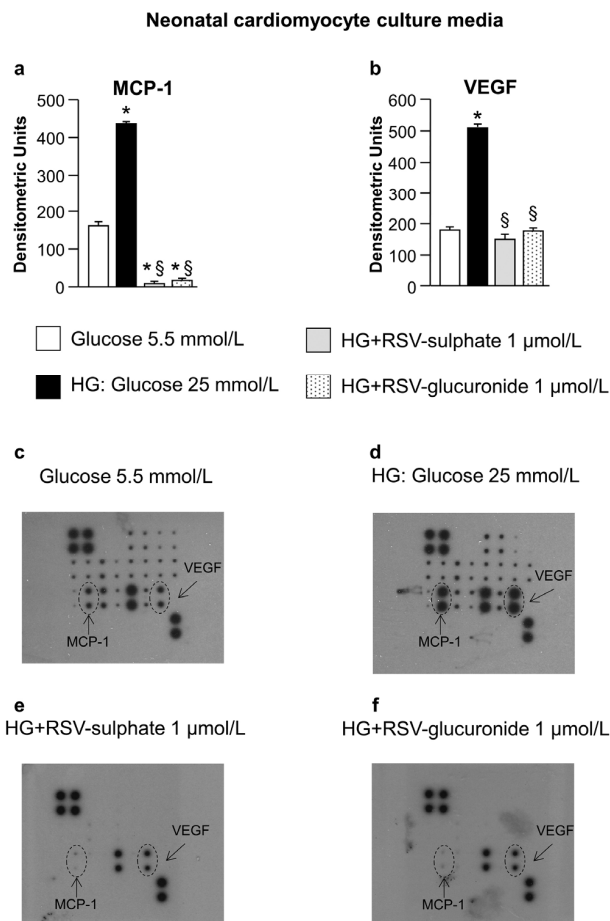 Neonatal cardiomyocyte culture media
a
MCP-1
Densitometric Units
500
400
300
200
100
0
*
* §
* §
b
VEGF
Densitometric Units
600
500
400
300
200
100
0
*
§
§
Glucose 5.5 mmol/L
HG+RSV-sulphate 1 µmol/L
HG: Glucose 25 mmol/L
HG+RSV-glucuronide 1 µmol/L
c
Glucose 5.5 mmol/L
VEGF
MCP-1
d
HG: Glucose 25 mmol/L
VEGF
MCP-1
e
HG+RSV-sulphate 1 µmol/L
VEGF
MCP-1
f
HG+RSV-glucuronide 1 µmol/L
VEGF
MCP-1